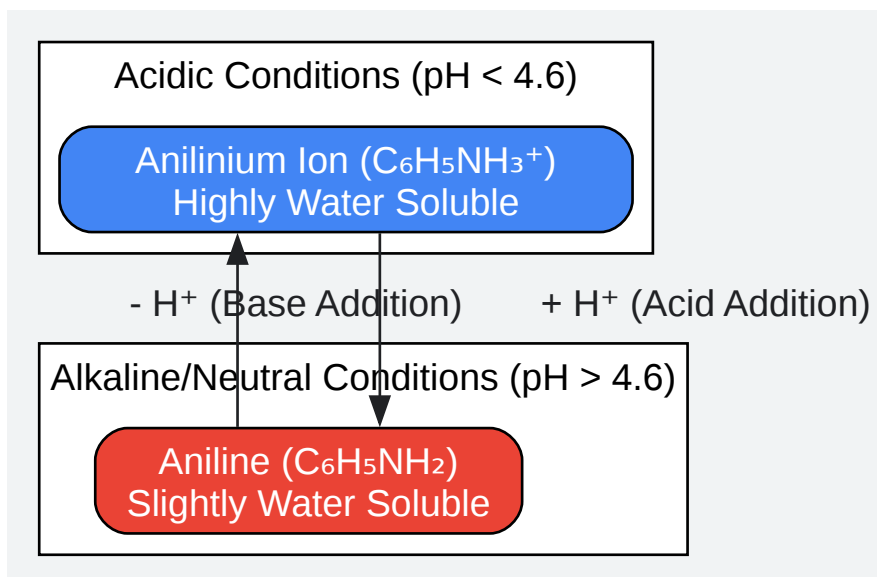 Acidic Conditions (pH < 4.6)
Anilinium Ion (C₆H₅NH₃⁺)
Highly Water Soluble
- H⁺ (Base Addition)
+ H⁺ (Acid Addition)
Alkaline/Neutral Conditions (pH > 4.6)
Aniline (C₆H₅NH₂)
Slightly Water Soluble